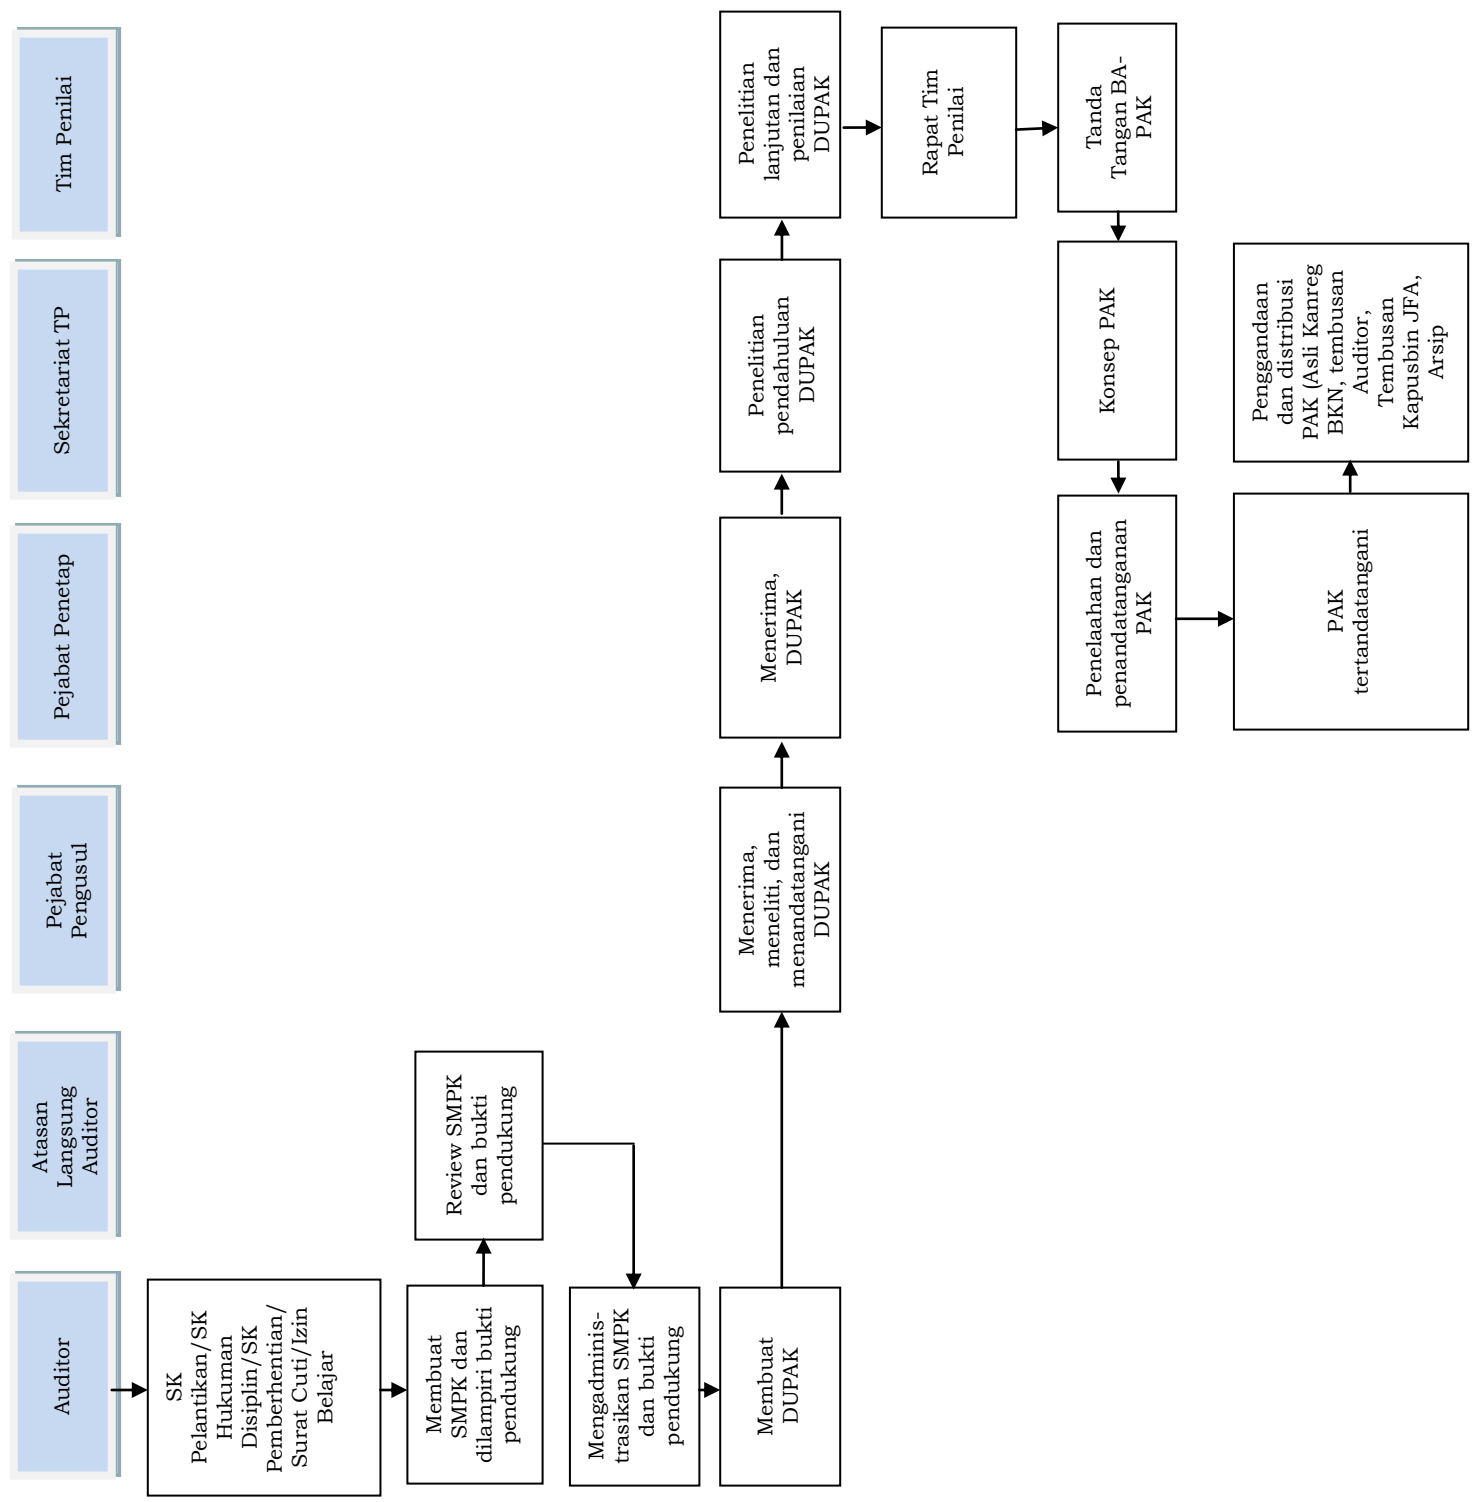 Auditor
Atasan
Langsung
Auditor
Pejabat
Pengusul
Pejabat Penetap
Sekretariat TP
Tim Penilai
SK
Pelantikan/SK
Hukuman
Disiplin/SK
Pemberhentian/
Surat Cuti/Izin
Belajar
Membuat
SMPK dan
dilampiri bukti
pendukung
Review SMPK
dan bukti
pendukung
Mengadminis-
trasikan SMPK
dan bukti
pendukung
Membuat
DUPAK
Menerima,
meneliti, dan
menandatangani
DUPAK
Menerima,
DUPAK
Penelitian
pendahuluan
DUPAK
Penelitian
lanjutan dan
penilaian
DUPAK
Rapat Tim
Penilai
Tanda
Tangan BA-
PAK
Konsep PAK
Penelaahan dan
penandatanganan
PAK
PAK
tertandatangani
Penggandaan
dan distribusi
PAK (Asli Kanreg
BKN, tembusan
Auditor,
Tembusan
Kapusbin JFA,
Arsip